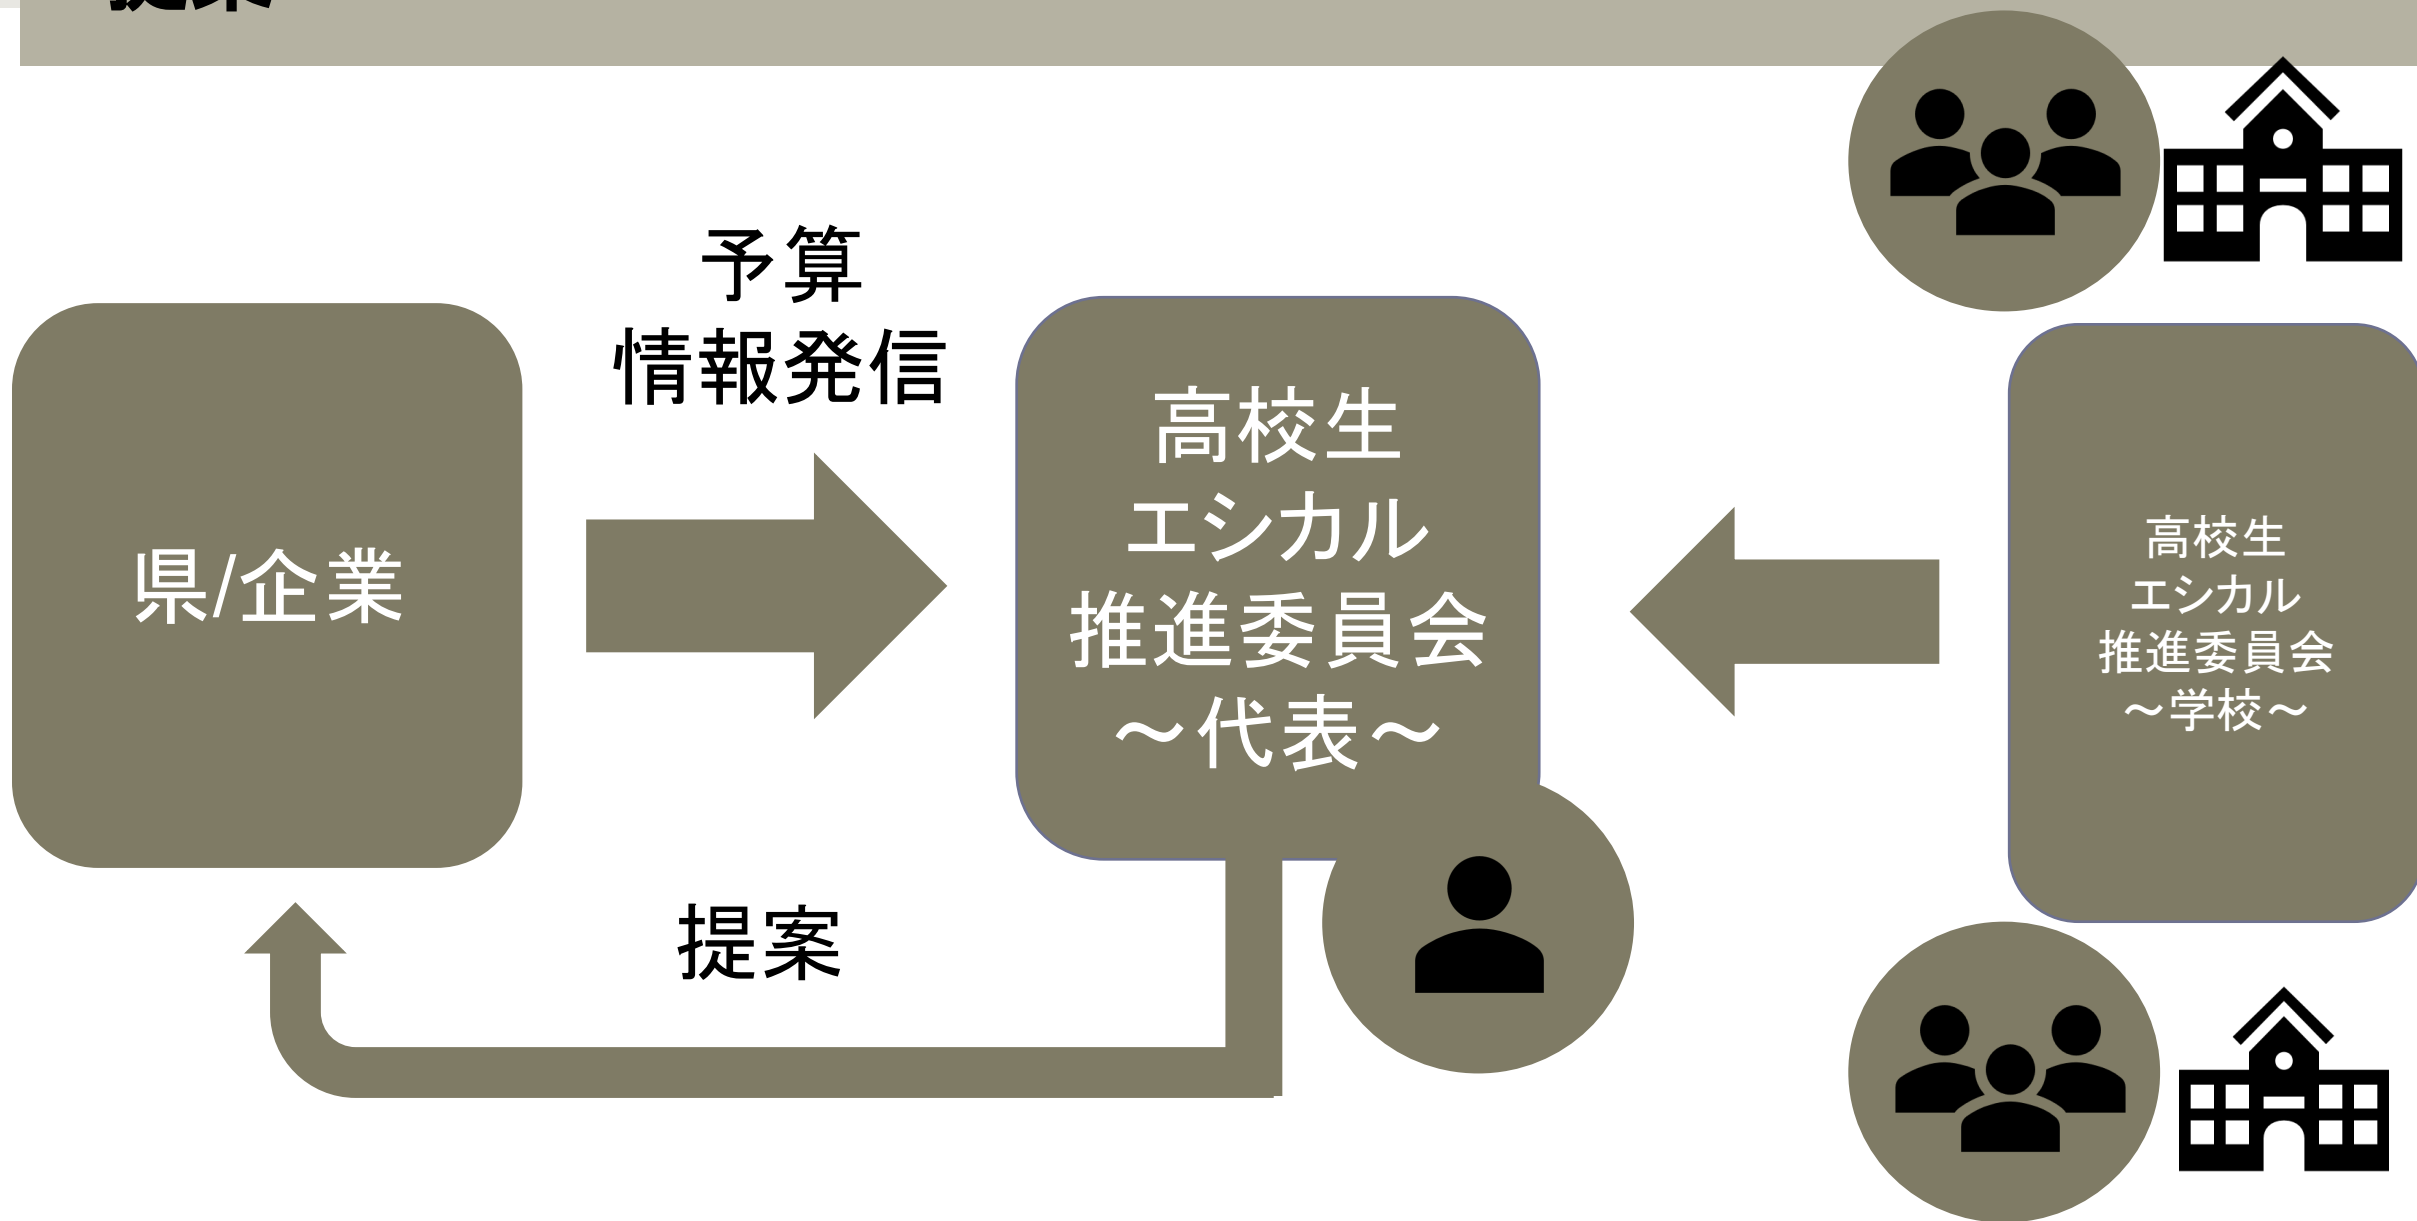 提案
予算
情報発信
県/企業
高校生
エシカル
推進委員会
～代表～
高校生
エシカル
推進委員会
～学校～
提案